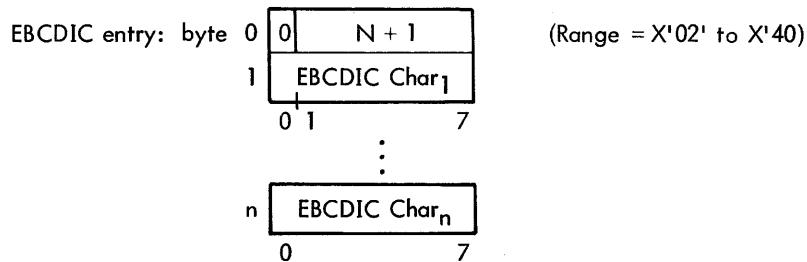 EBCDIC entry: byte 0 0 N + 1 (Range = X'02' to X'40)
1 EBCDIC Char1
0 1 7
n EBCDIC Charn
0 7